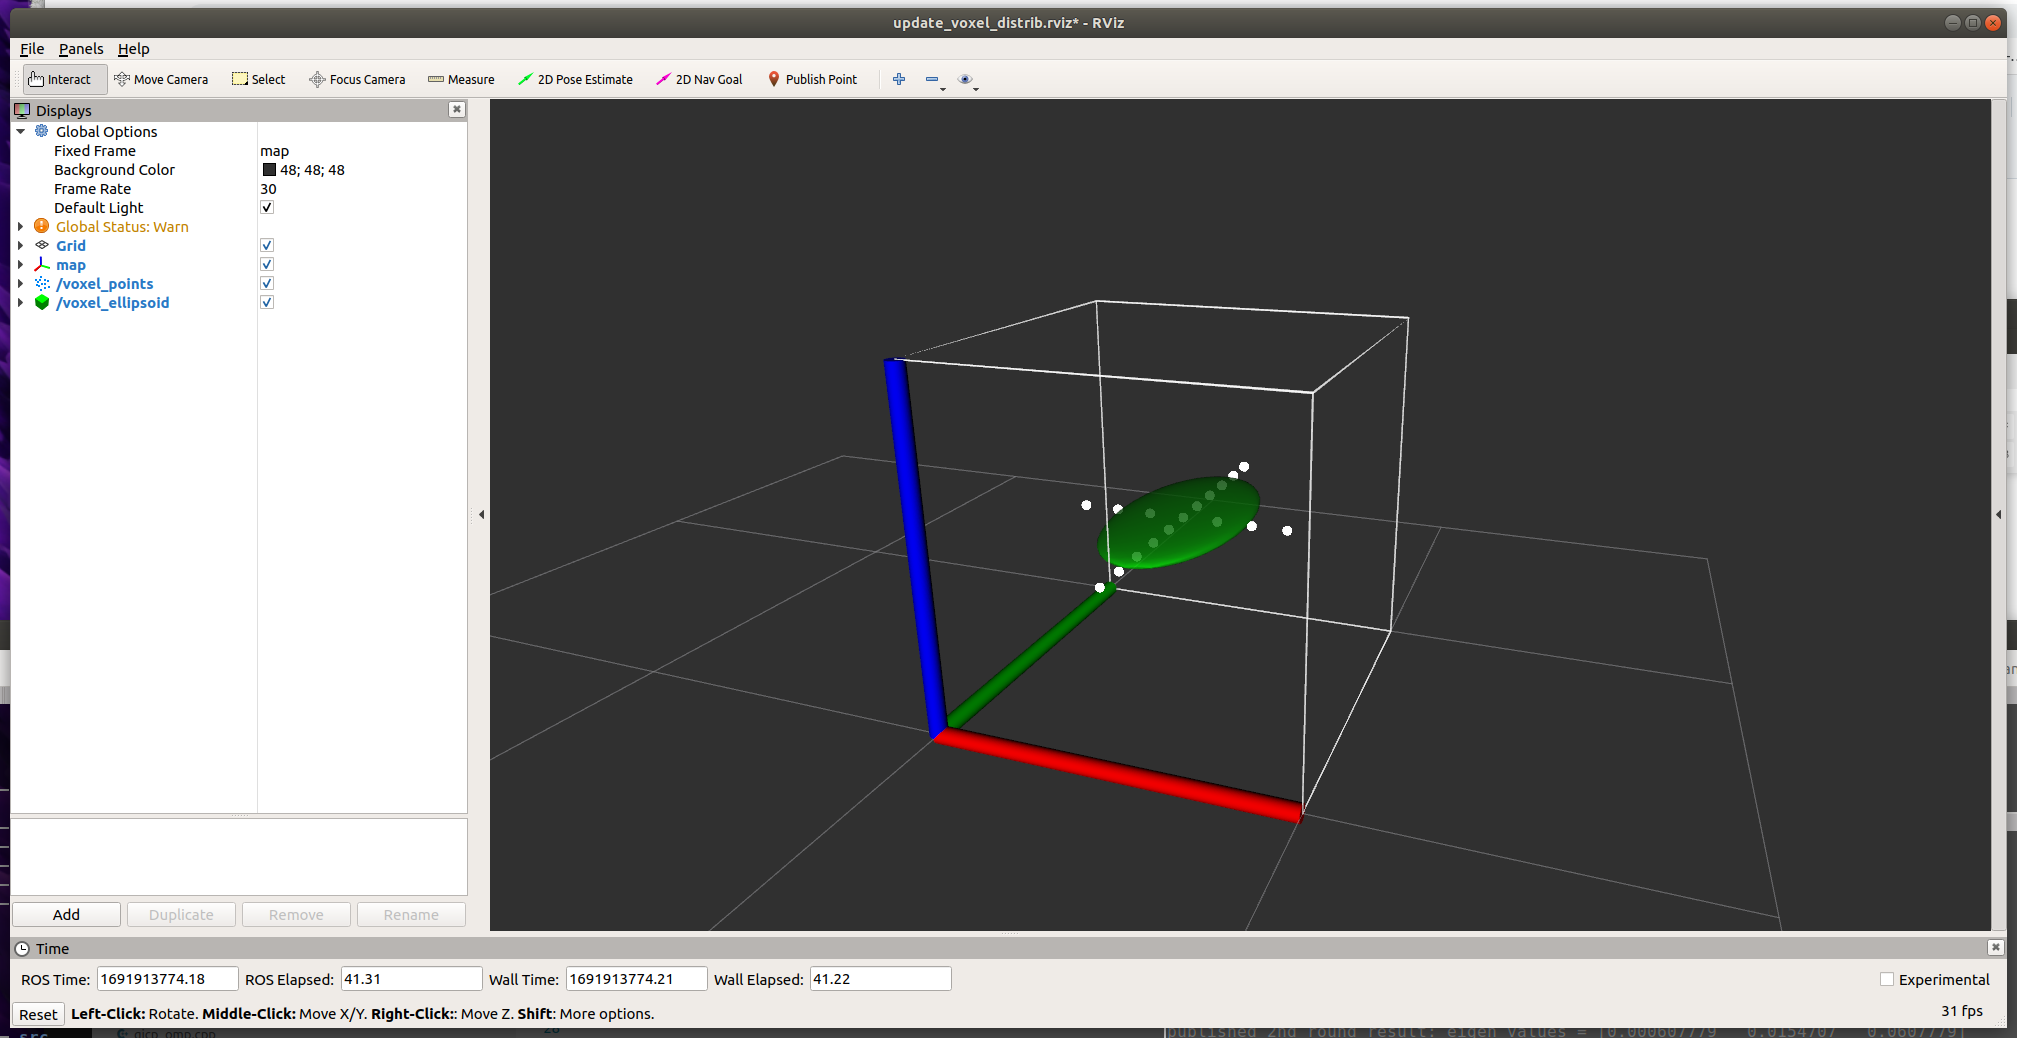 update_voxel_distrib.rviz* - RViz
File Panels Help
Interact Move Camera Select Focus Camera Measure 2D Pose Estimate 2D Nav Goal Publish Point
Displays
Global Options
Fixed Frame map
Background Color 48; 48; 48
Frame Rate 30
Default Light
Global Status: Warn
Grid
map
/voxel_points
/voxel_ellipsoid
Add Duplicate Remove Rename
Time
ROS Time: 1691913774.18 ROS Elapsed: 41.31 Wall Time: 1691913774.21 Wall Elapsed: 41.22 Experimental
Reset Left-Click: Rotate. Middle-Click: Move X/Y. Right-Click:: Move Z. Shift: More options. 31 fps
published 2nd round result: eigen values = [0.000607779 0.0154707 0.0607779]